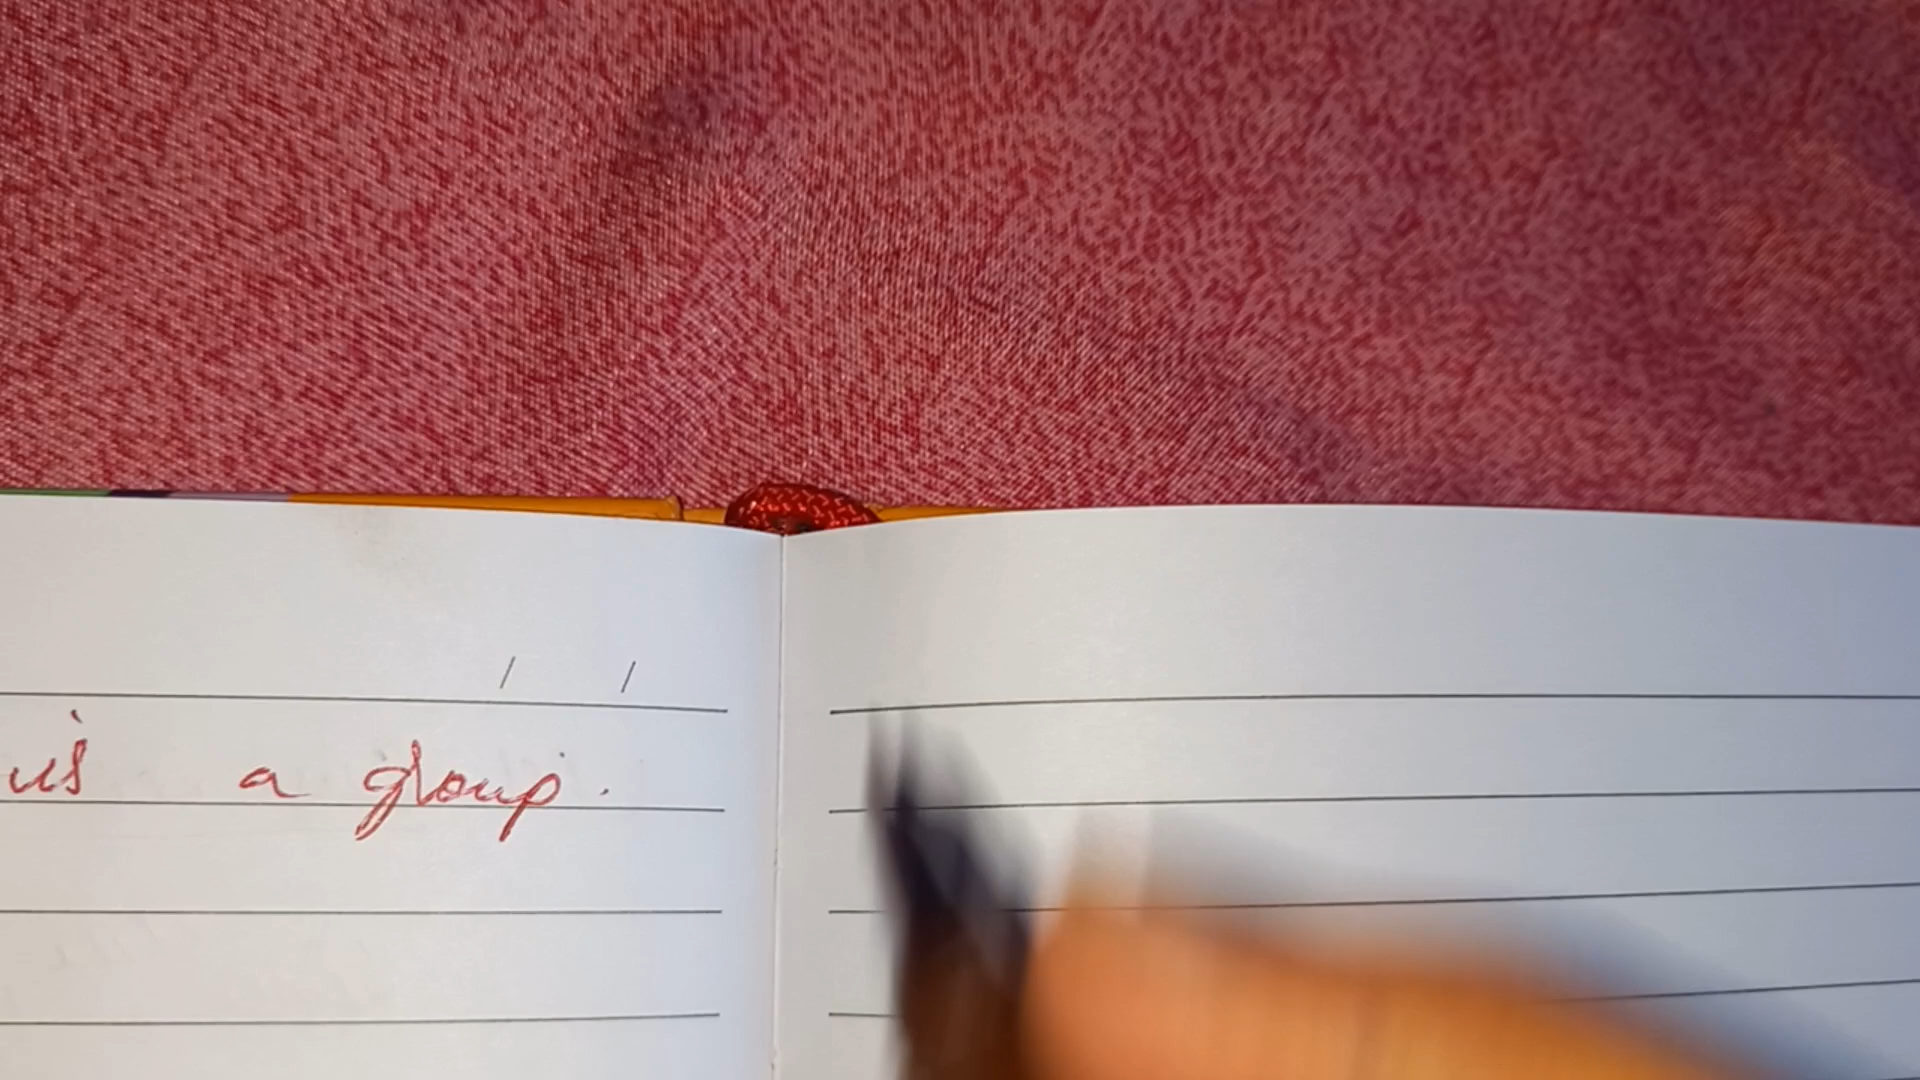 / /
is a group.